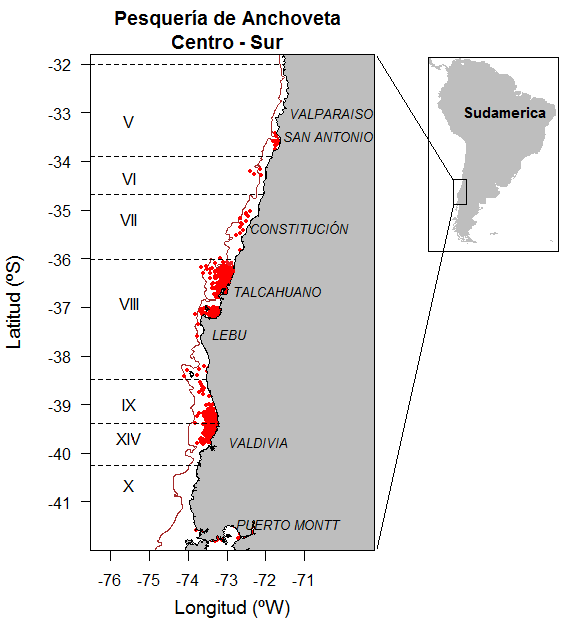 Pesquería de Anchoveta
Centro - Sur
-32
-33
-34
-35
-36
-37
-38
-39
-40
-41
Latitud (ºS)
V
VI
VII
VIII
IX
XIV
X
VALPARAISO
SAN ANTONIO
CONSTITUCIÓN
TALCAHUANO
LEBU
VALDIVIA
PUERTO MONTT
-76 -75 -74 -73 -72 -71
Longitud (ºW)
Sudamerica